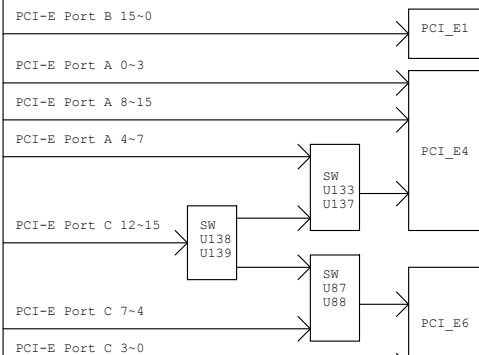 PCI-E Port B 15~0
PCI_E1
PCI-E Port A 0~3
PCI-E Port A 8~15
PCI-E Port A 4~7
PCI_E4
SW
U133
U137
PCI-E Port C 12~15
SW
U138
U139
SW
U87
U88
PCI-E Port C 7~4
PCI_E6
PCI-E Port C 3~0